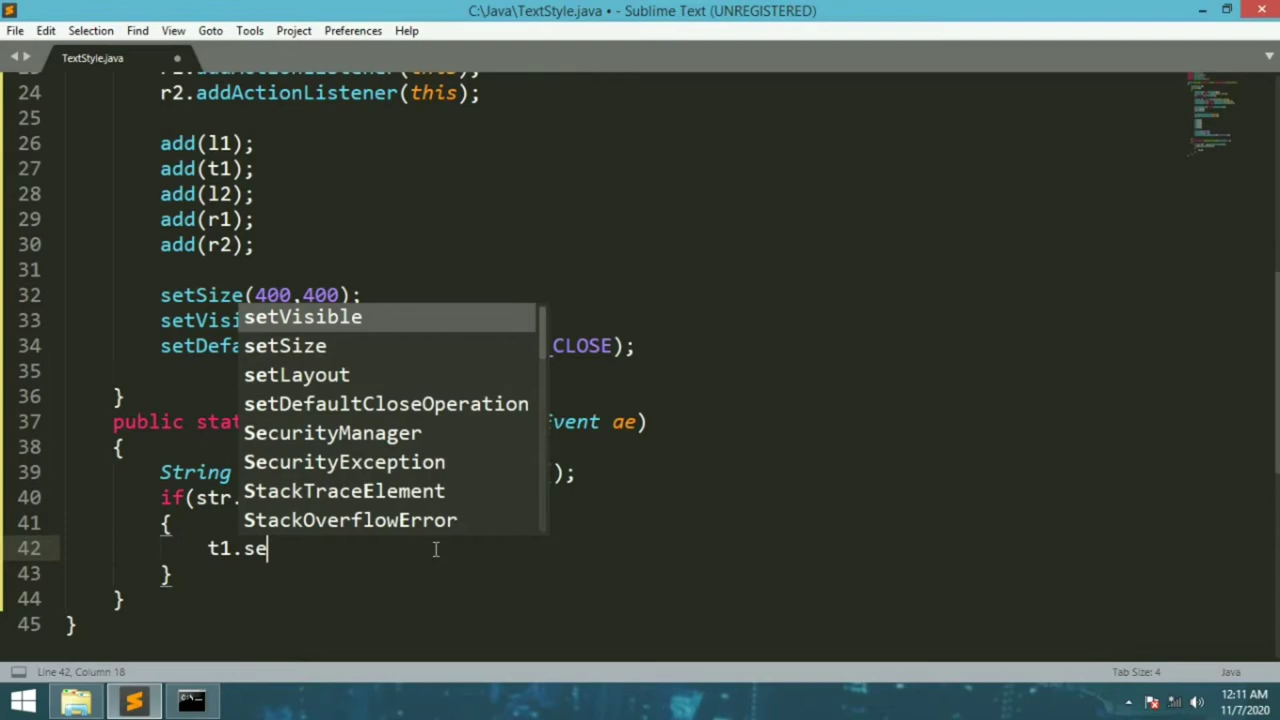 C:\Java\TextStyle.java • - Sublime Text (UNREGISTERED)
File Edit Selection Find View Goto Tools Project Preferences Help
TextStyle.java
24 r2.addActionListener(this);
25
26 add(l1);
27 add(t1);
28 add(l2);
29 add(r1);
30 add(r2);
31
32 setSize(400,400);
33 setVisi
34 setDefa _CLOSE);
35
36 }
37 public stat Event ae)
38 {
39 String );
40 if(str.
41 {
42 t1.se
43 }
44 }
45 }
setVisible
setSize
setLayout
setDefaultCloseOperation
SecurityManager
SecurityException
StackTraceElement
StackOverflowError
Line 42, Column 18
Tab Size: 4
Java
12:11 AM
11/7/2020